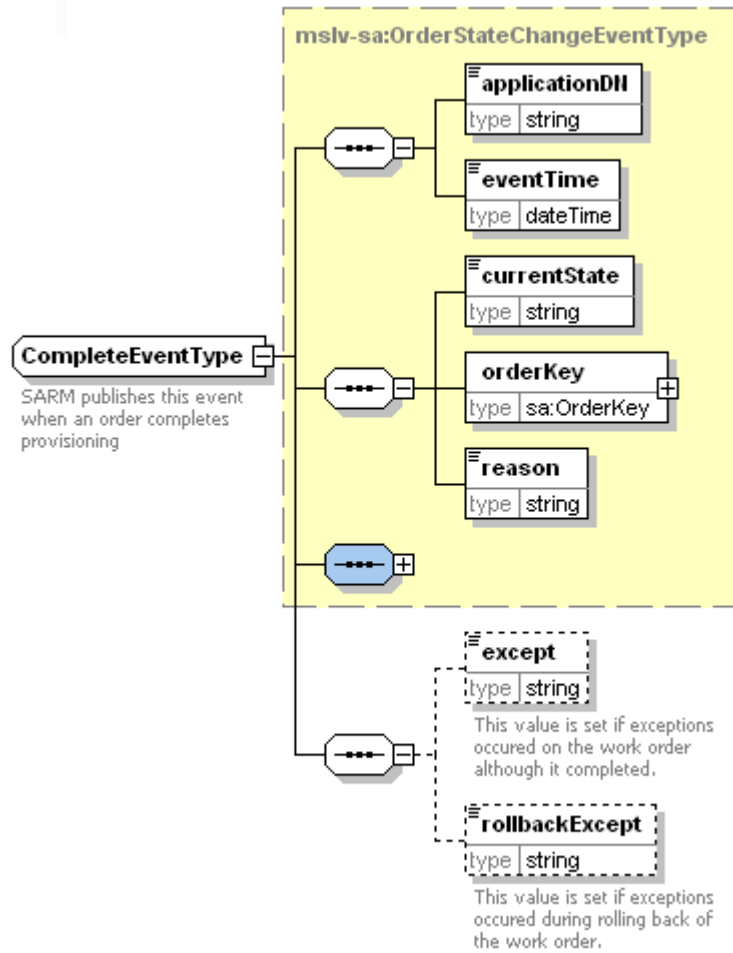 mslv-sa:OrderStateChangeEventType
applicationDN
type string
eventTime
type dateTime
currentState
type string
CompleteEventType
SARM publishes this event
when an order completes
provisioning
orderKey
type sa:OrderKey
reason
type string
except
type string
This value is set if exceptions
occured on the work order
although it completed.
rollbackExcept
type string
This value is set if exceptions
occured during rolling back of
the work order.